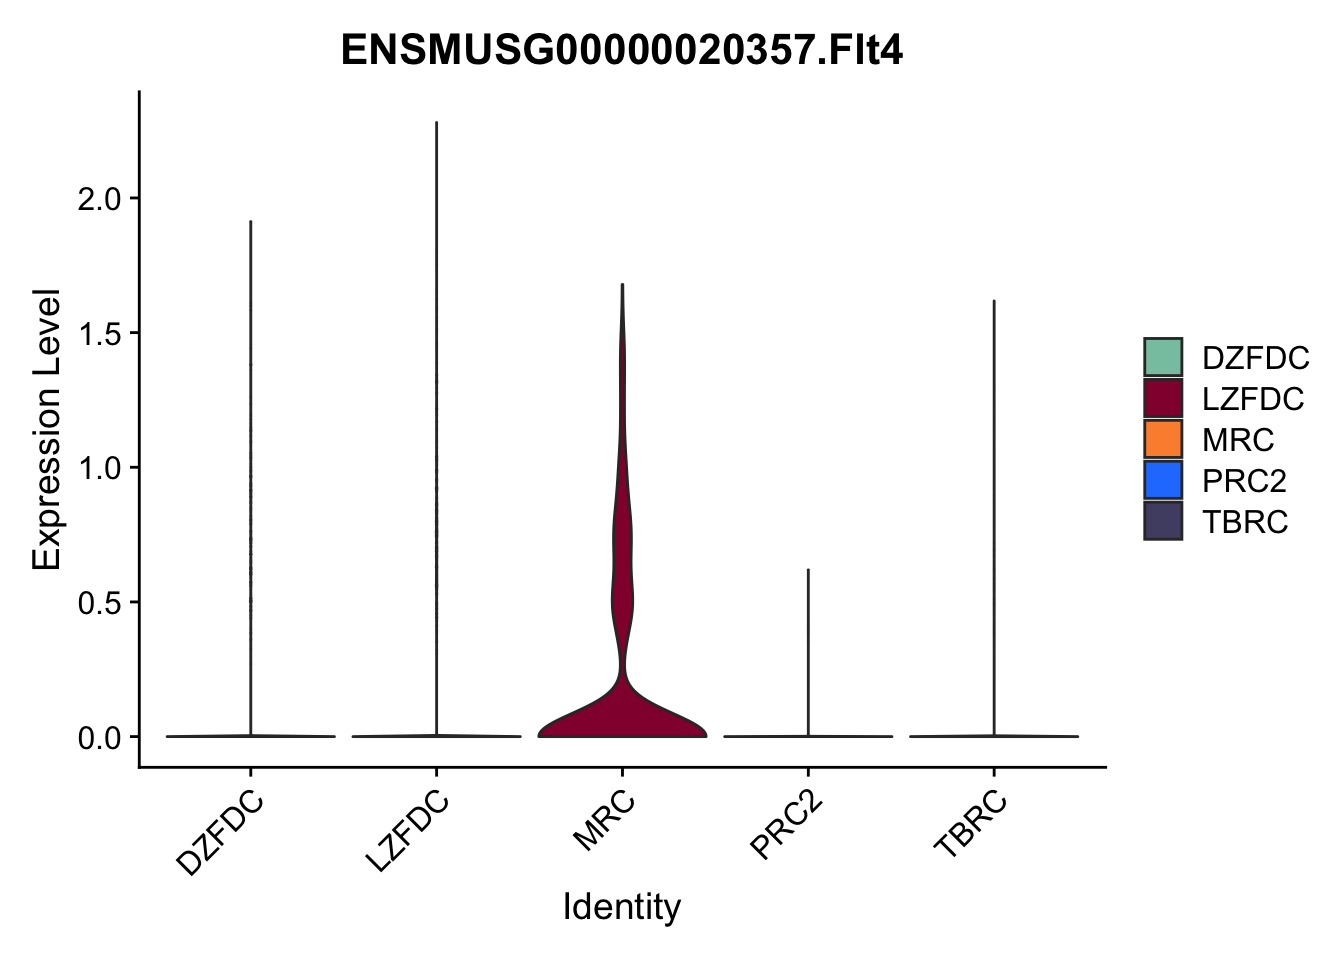 ENSMUSG00000020357.Flt4
Expression Level
2.0
1.5
1.0
0.5
0.0
DZFDC
LZFDC
MRC
PRC2
TBRC
Identity
DZFDC
LZFDC
MRC
PRC2
TBRC